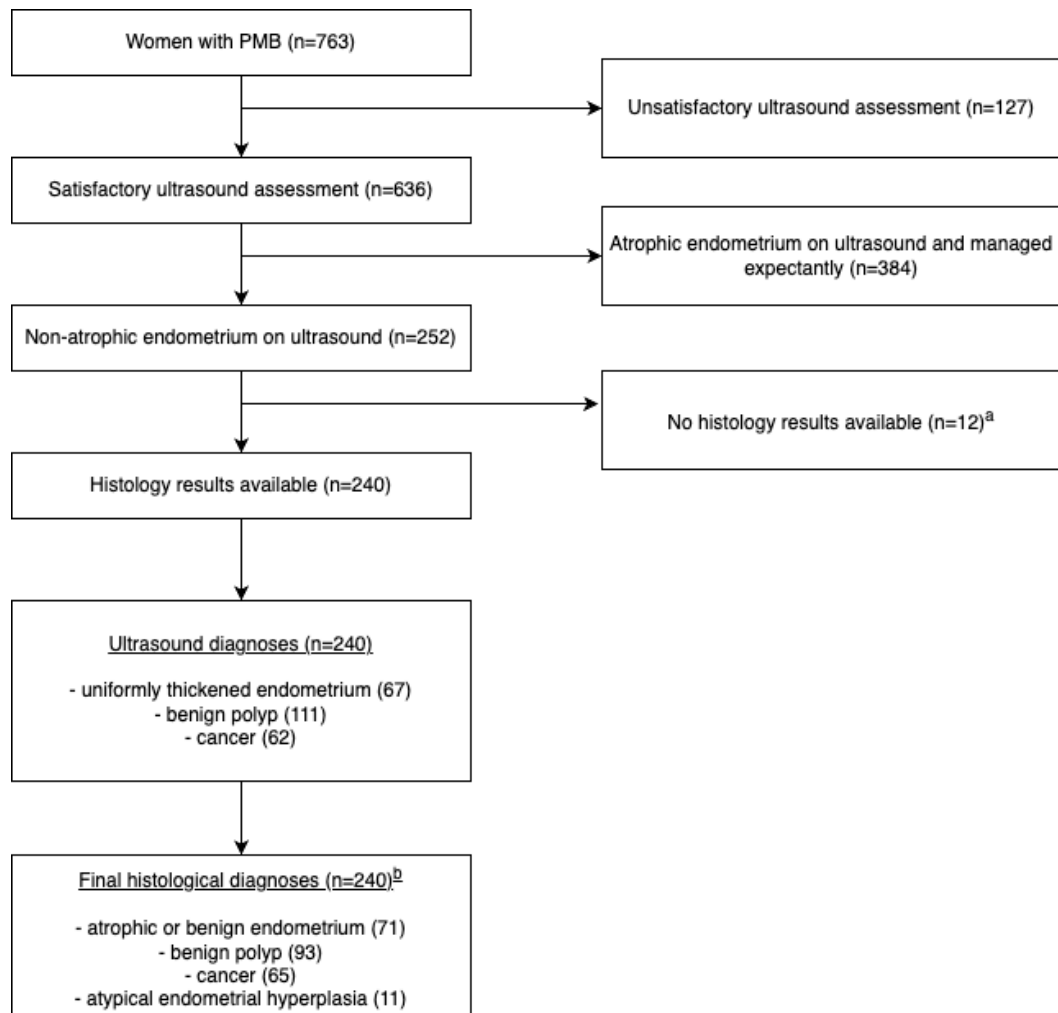 Women with PMB (n=763)
Unsatisfactory ultrasound assessment (n=127)
Satisfactory ultrasound assessment (n=636)
Atrophic endometrium on ultrasound and managed
expectantly (n=384)
Non-atrophic endometrium on ultrasound (n=252)
No histology results available (n=12)a
Histology results available (n=240)
Ultrasound diagnoses (n=240)
- uniformly thickened endometrium (67)
- benign polyp (111)
- cancer (62)
Final histological diagnoses (n=240)b
- atrophic or benign endometrium (71)
- benign polyp (93)
- cancer (65)
- atypical endometrial hyperplasia (11)